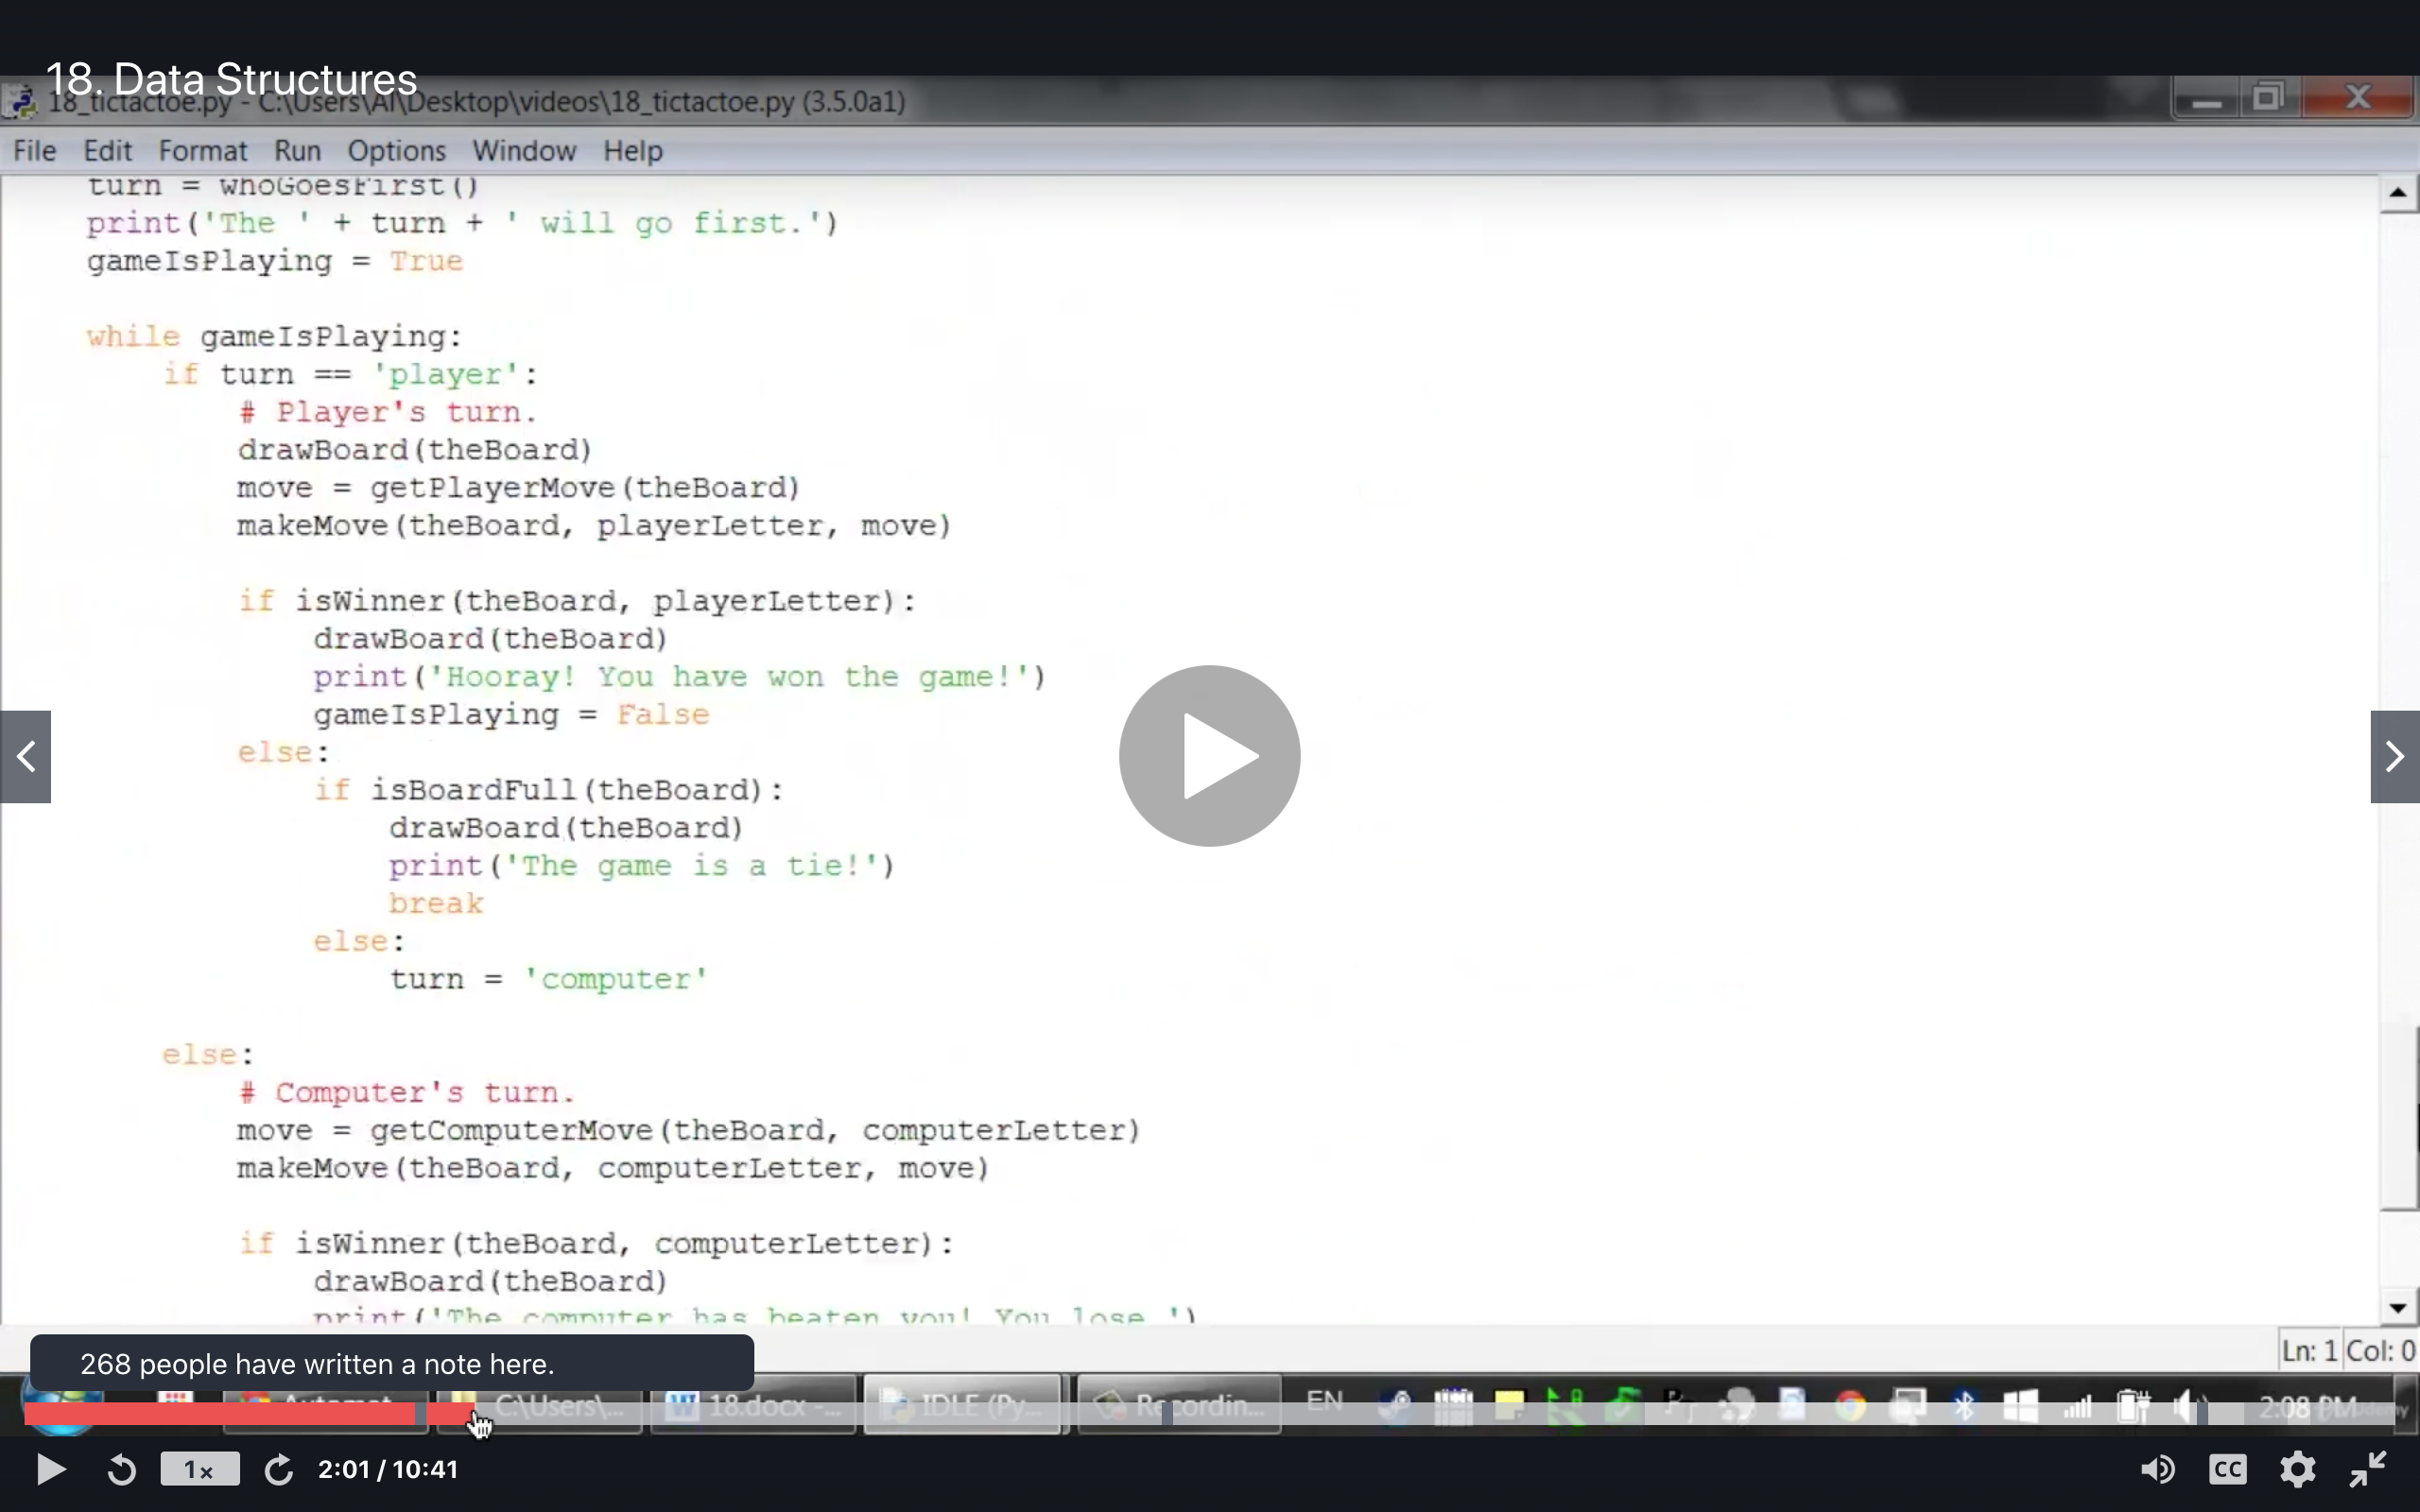 18. Data Structures
18_tictactoe.py - C:\Users\Al\Desktop\videos\18_tictactoe.py (3.5.0a1)
File Edit Format Run Options Window Help
turn = whoGoesFirst()
print('The ' + turn + ' will go first.')
gameIsPlaying = True
while gameIsPlaying:
if turn == 'player':
# Player's turn.
drawBoard(theBoard)
move = getPlayerMove(theBoard)
makeMove(theBoard, playerLetter, move)
if isWinner(theBoard, playerLetter):
drawBoard(theBoard)
print('Hooray! You have won the game!')
gameIsPlaying = False
else:
if isBoardFull(theBoard):
drawBoard(theBoard)
print('The game is a tie!')
break
else:
turn = 'computer'
else:
# Computer's turn.
move = getComputerMove(theBoard, computerLetter)
makeMove(theBoard, computerLetter, move)
if isWinner(theBoard, computerLetter):
drawBoard(theBoard)
print('The computer has beaten you! You lose.')
Ln: 1 Col: 0
268 people have written a note here.
Automat... C:\Users\... 18.docx -... IDLE (Py... Recordin... EN 2:08 PM
1x 2:01 / 10:41 CC